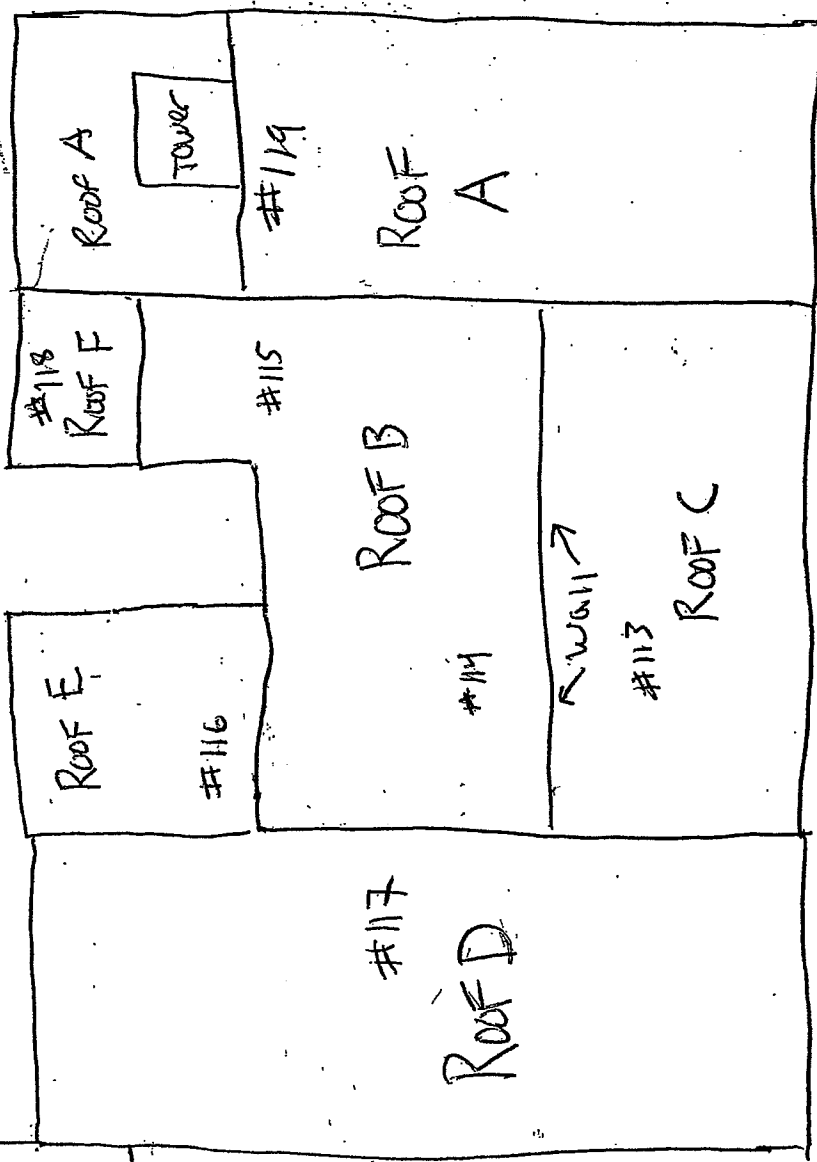 #118
RooF E
RooF F
RooF A
Tower
#116
#115
#119
#117
RooF D
RooF B
RooF
A
#114
Wall
#113
RooF C